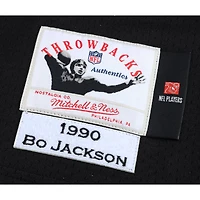 THROWBACKS
NFL
Authentics
NOSTALGIA CO.
Mitchell & Ness
PHILADELPHIA, PA
NFL PLAYERS
1990
BO JACKSON